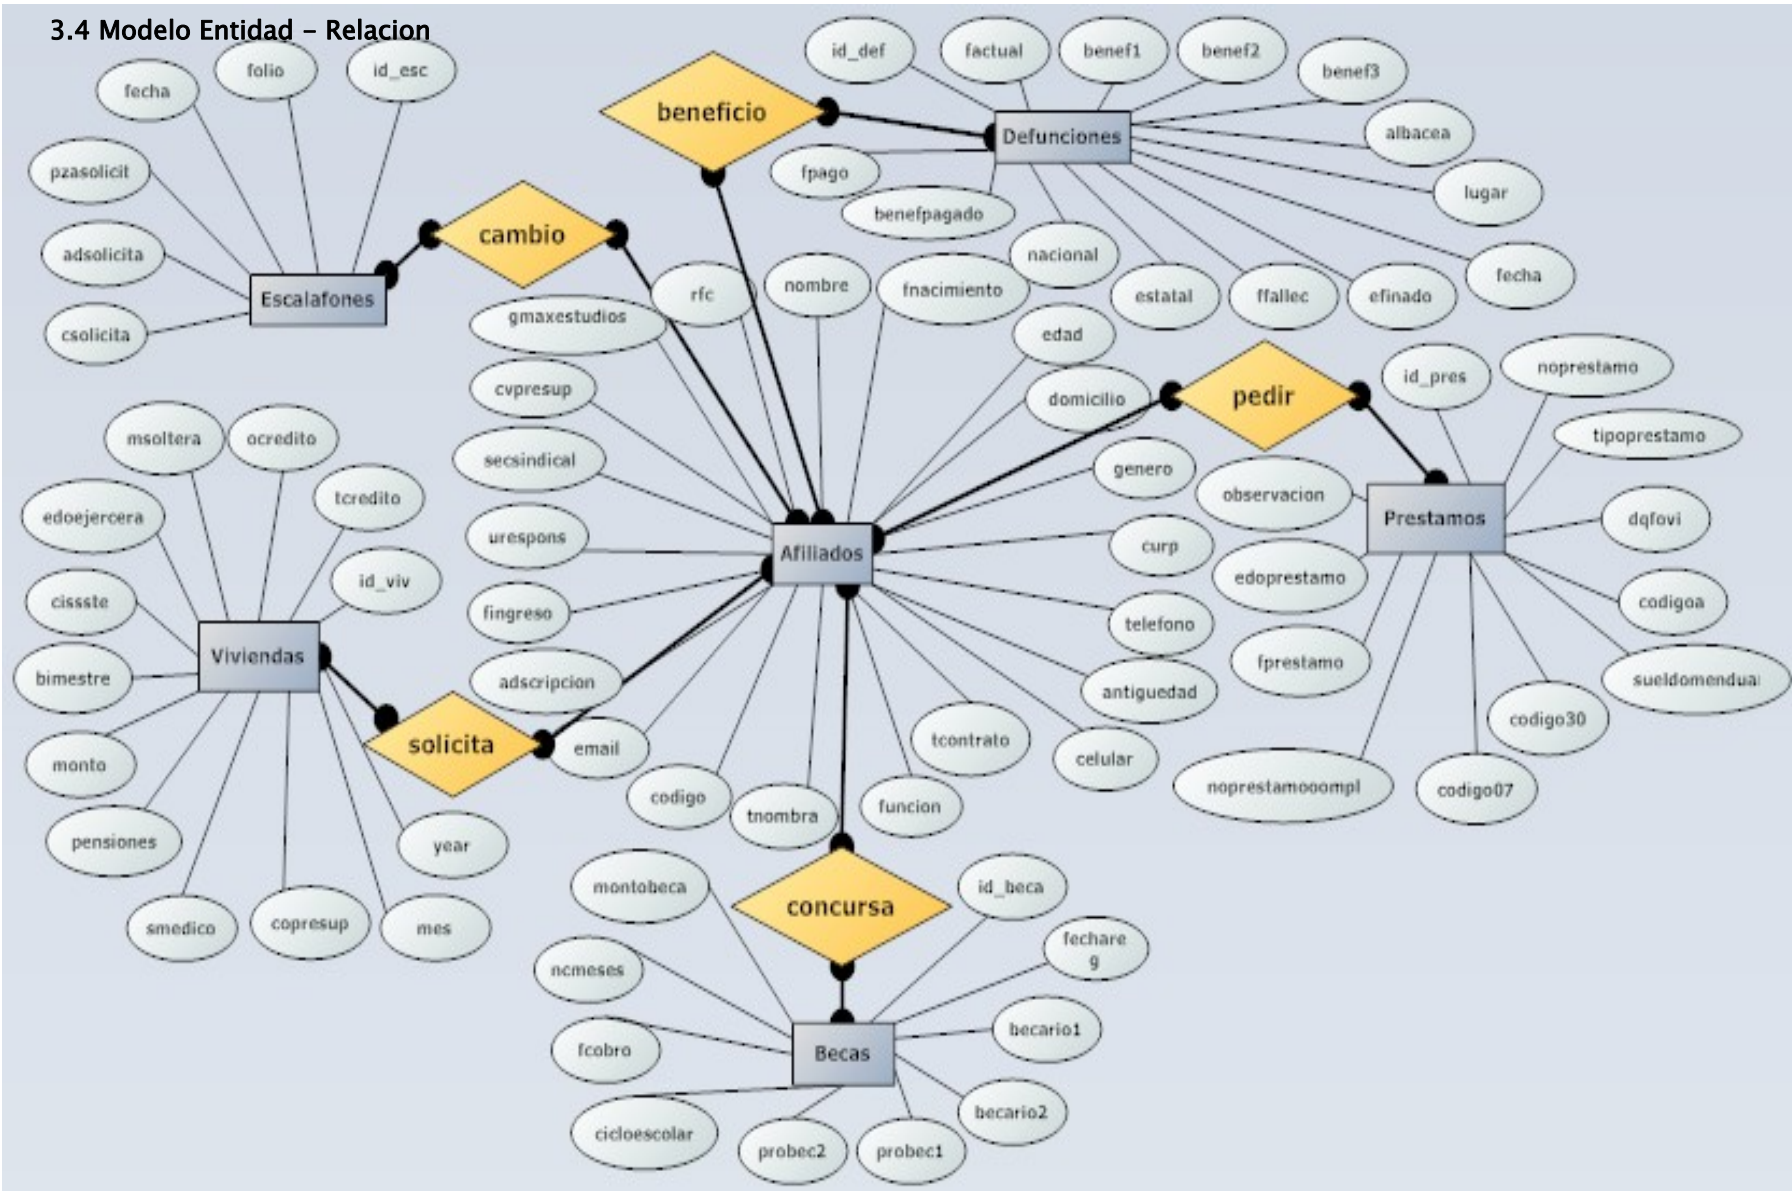 3.4 Modelo Entidad - Relacion
id_def
factual
benef1
benef2
benef3
albacea
lugar
fecha
efinado
ffallec
estatal
nacional
benefpagado
fpago
Defunciones
beneficio
fecha
folio
id_esc
pzasolicit
adsolicita
csolicita
Escalafones
cambio
gmaxestudios
rfc
nombre
fnacimiento
edad
domicilio
genero
curp
telefono
antiguedad
celular
tcontrato
funcion
tnombra
codigo
email
adscripcion
fingreso
urespons
secsindical
cvpresup
Afiliados
pedir
id_pres
noprestamo
tipoprestamo
dqfovi
codigoa
sueldomendua
codigo30
codigo07
noprestamooompl
fprestamo
edoprestamo
observacion
Prestamos
msoltera
ocredito
tcredito
id_viv
edoejercera
cissste
bimestre
monto
pensiones
smedico
copresup
mes
year
Viviendas
solicita
concursa
montobeca
id_beca
fechare
g
ncmeses
becario1
fcobro
becario2
cicloescolar
probec2
probec1
Becas